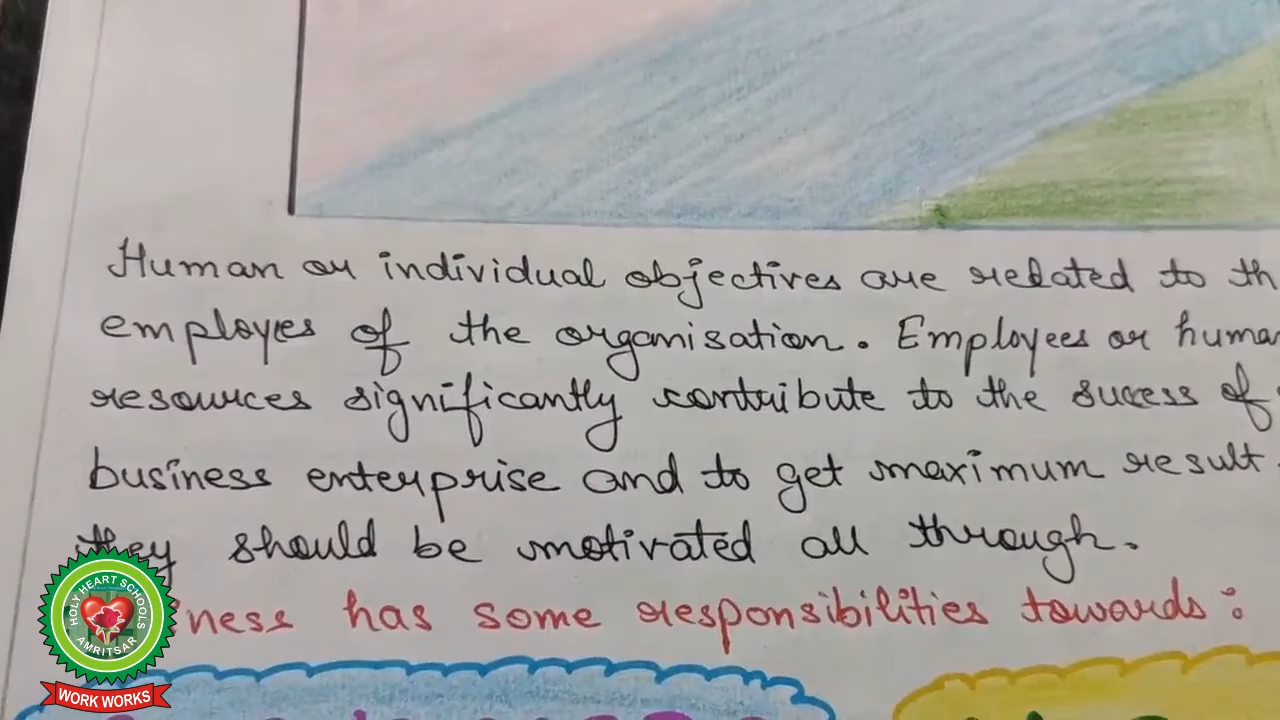 Human or individual objectives are related to th
employes of the organisation. Employees or huma
resources significantly contribute to the success of
business enterprise and to get maximum result
they should be motivated all through.
ness has some responsibilities towards:
HOLY HEART SCHOOLS
AMRITSAR
WORK WORKS